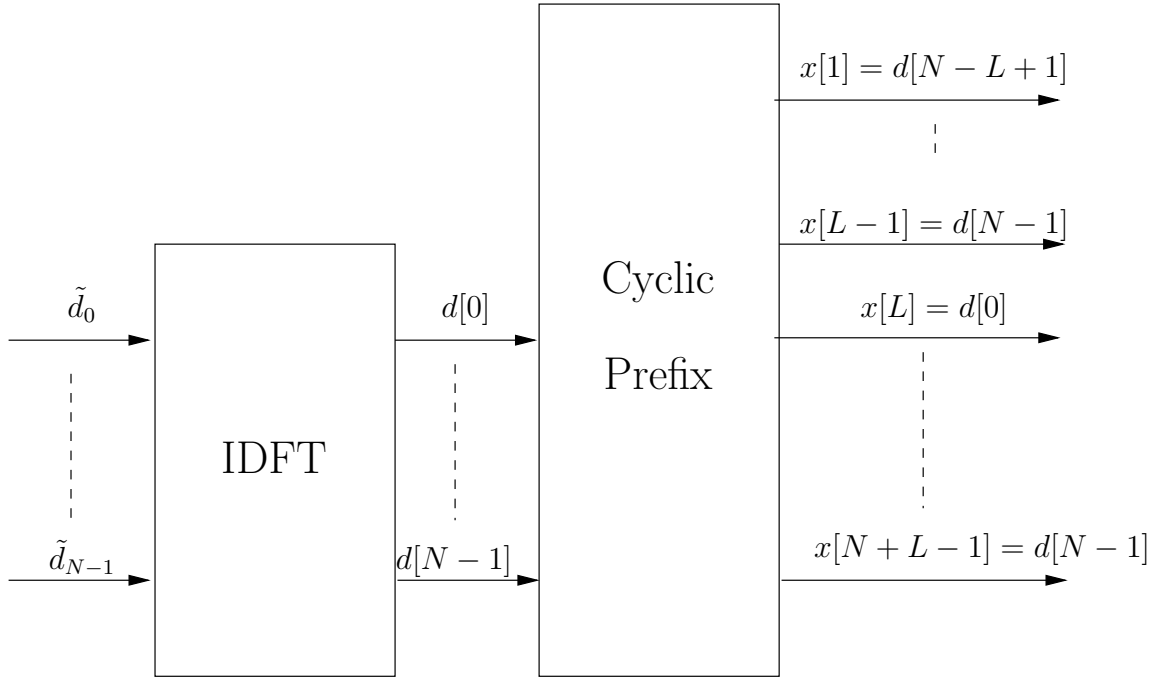 x[1] = d[N − L + 1]
x[L − 1] = d[N − 1]
Cyclic
Prefix
d̃₀
d[0]
x[L] = d[0]
IDFT
d̃_{N−1}
d[N − 1]
x[N + L − 1] = d[N − 1]